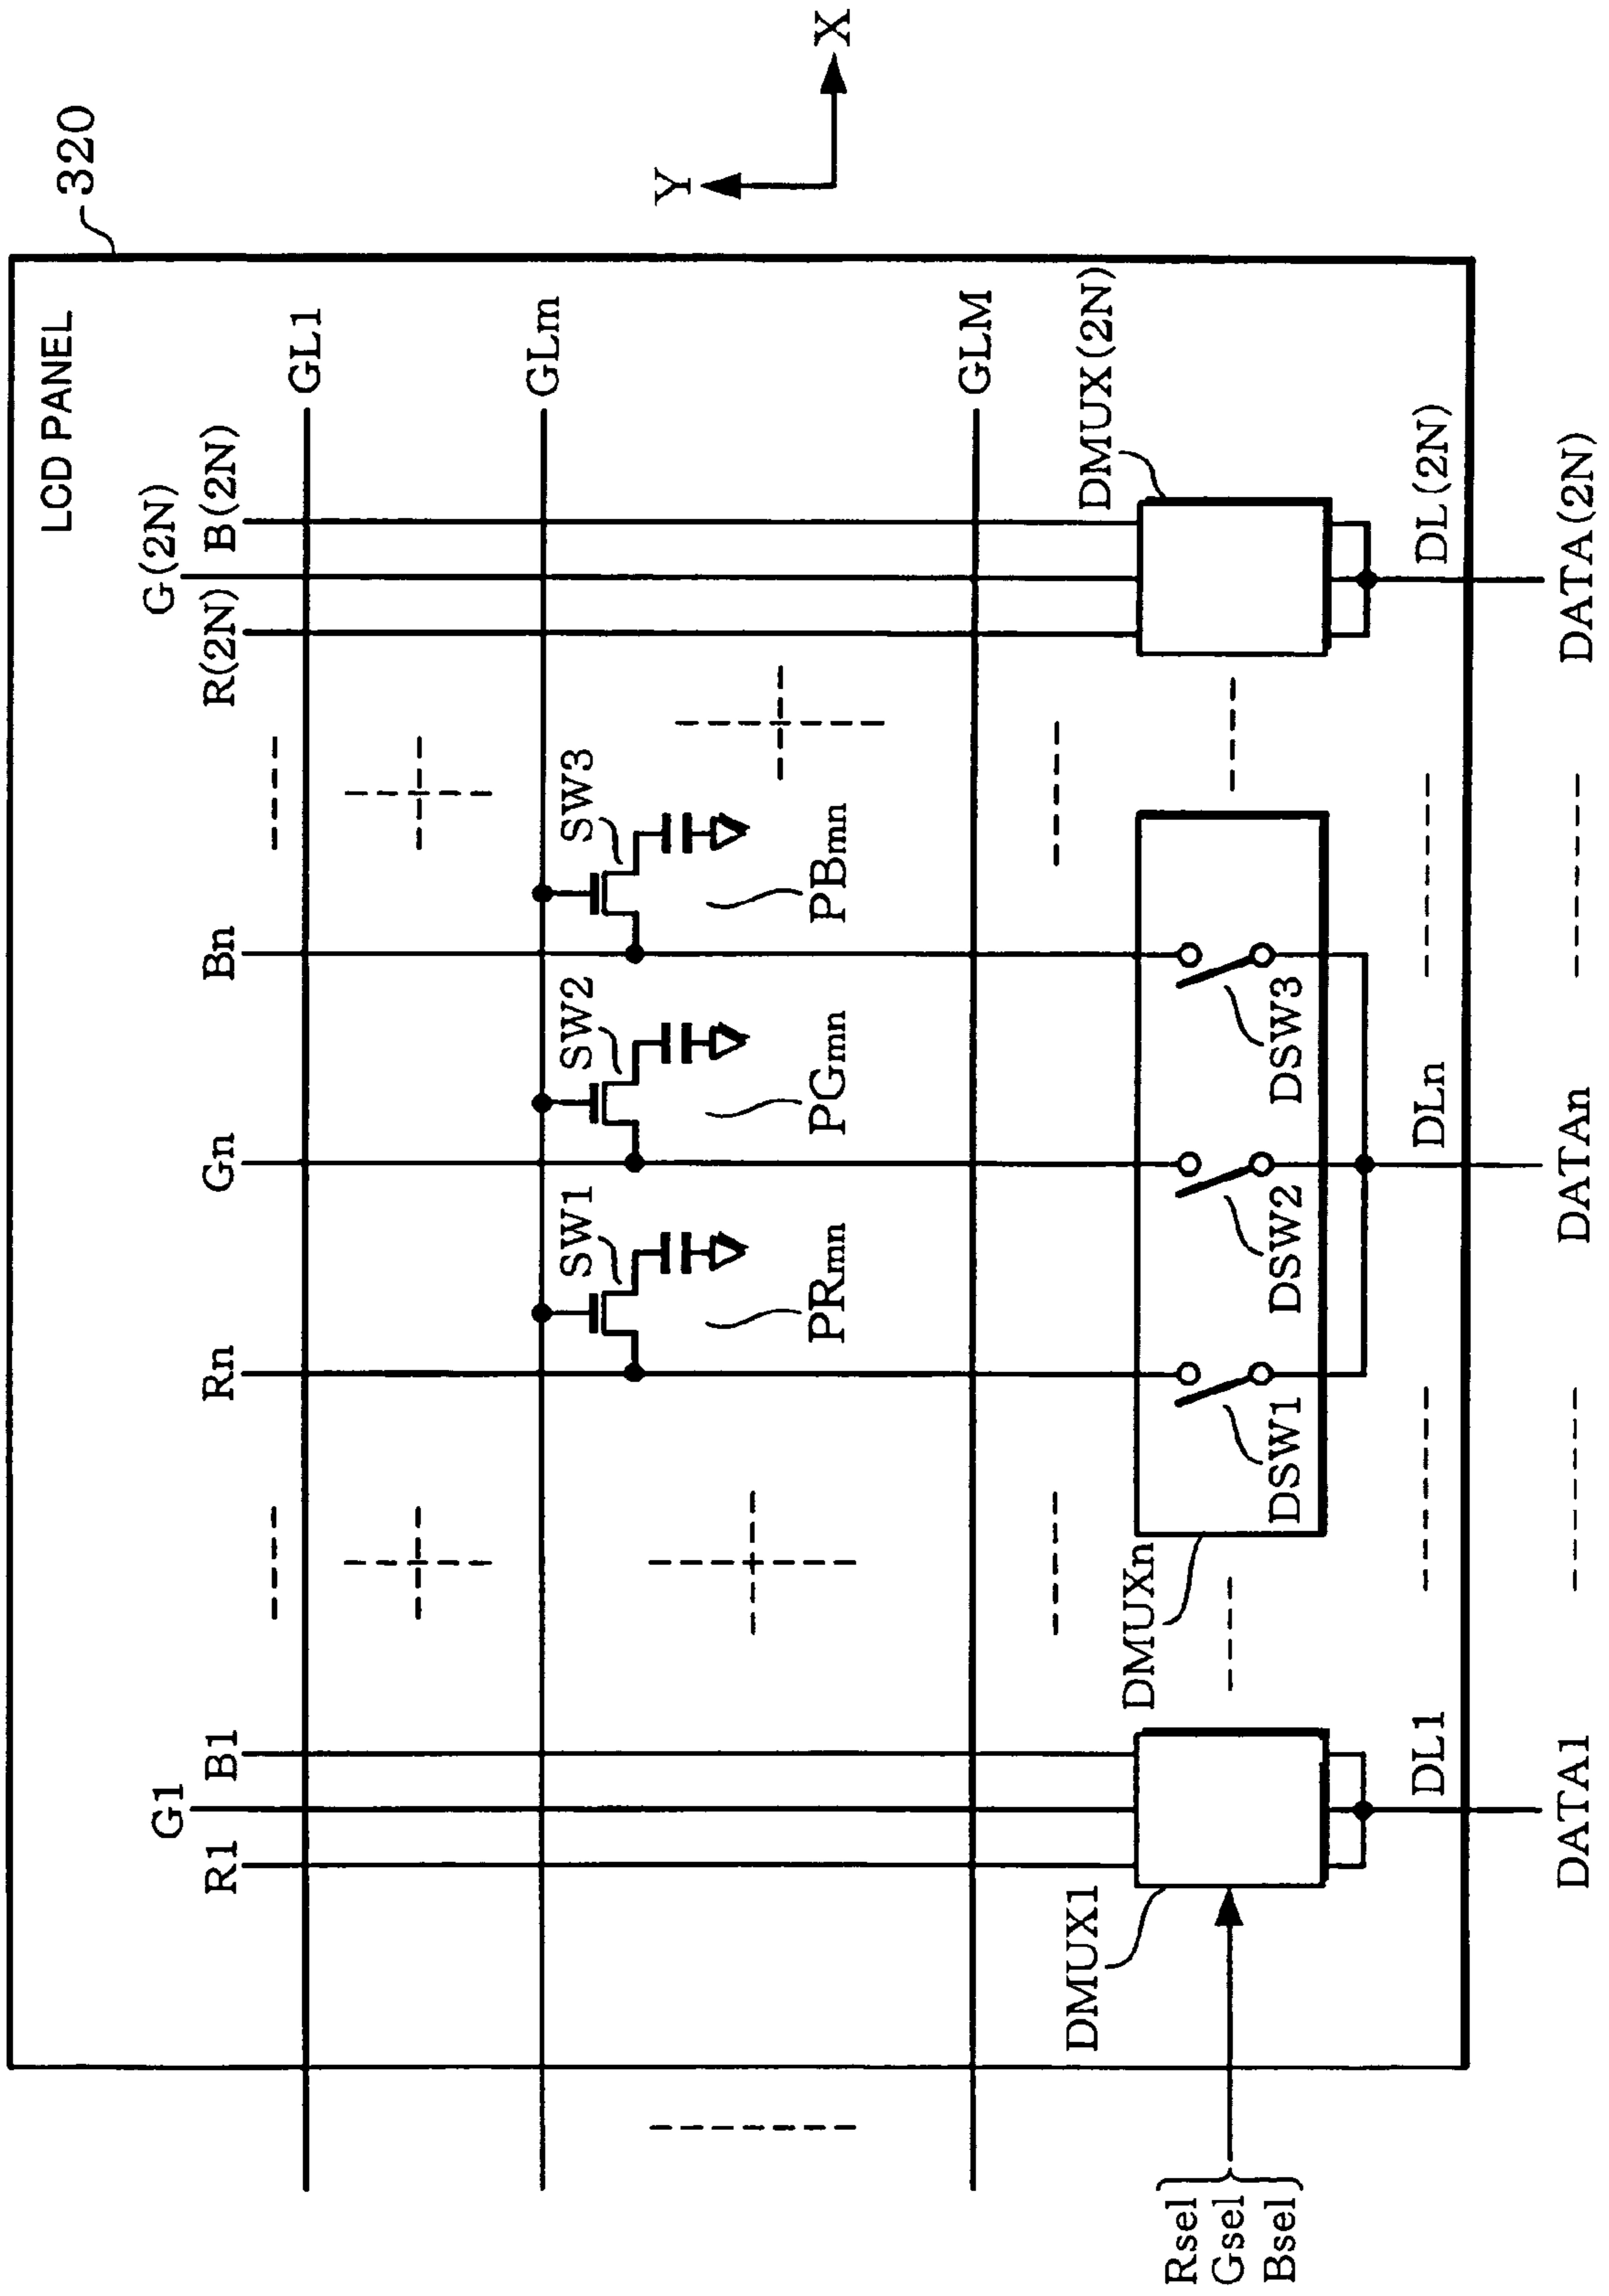 LCD PANEL
320
G1
G(2N)
R1
B1
Rn
Gn
Bn
R(2N)
B(2N)
GL1
GLm
SW1
SW2
SW3
PRmn
PGmn
PBmn
Y
X
GLM
DMUX1
DMUXn
DMUX(2N)
Rsel
Gsel
Bsel
DSW1
DSW2
DSW3
DL1
DLn
DL(2N)
DATA1
DATAn
DATA(2N)